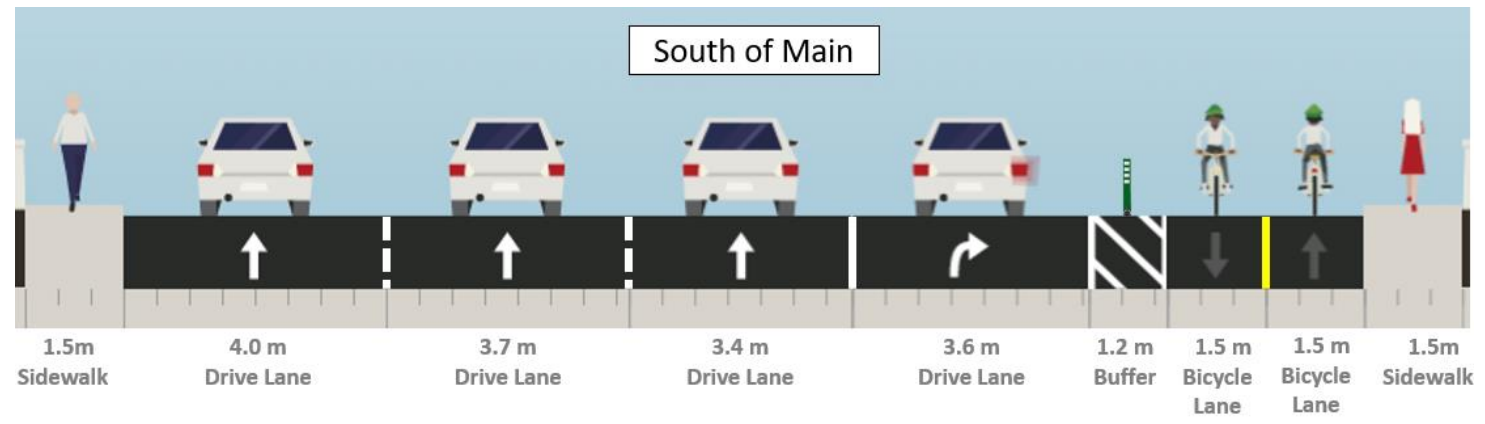 South of Main
1.5m
Sidewalk
4.0 m
Drive Lane
3.7 m
Drive Lane
3.4 m
Drive Lane
3.6 m
Drive Lane
1.2 m
Buffer
1.5 m
Bicycle
Lane
1.5 m
Bicycle
Lane
1.5m
Sidewalk